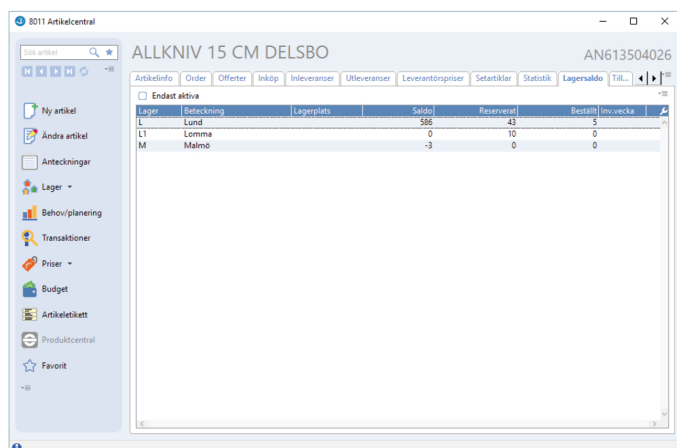 8011 Artikelcentral
Sök artikel
ALLKNIV 15 CM DELSBO
AN613504026
Artikelinfo Order Offerter Inköp Inleveranser Utleveranser Leverantörspriser Setartiklar Statistik Lagersaldo Till...
Endast aktiva
Lager Beteckning Lagerplats Saldo Reserverat Beställt Inv.vecka
L Lund 586 43 5
L1 Lomma 0 10 0
M Malmö -3 0 0
Ny artikel
Ändra artikel
Anteckningar
Lager
Behov/planering
Transaktioner
Priser
Budget
Artikeletikett
Produktcentral
Favorit